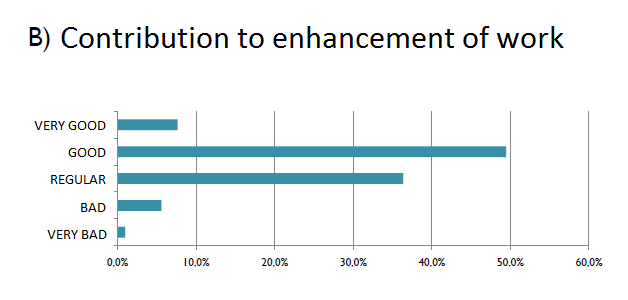 B) Contribution to enhancement of work
VERY GOOD
GOOD
REGULAR
BAD
VERY BAD
0,0% 10,0% 20,0% 30,0% 40,0% 50,0% 60,0%